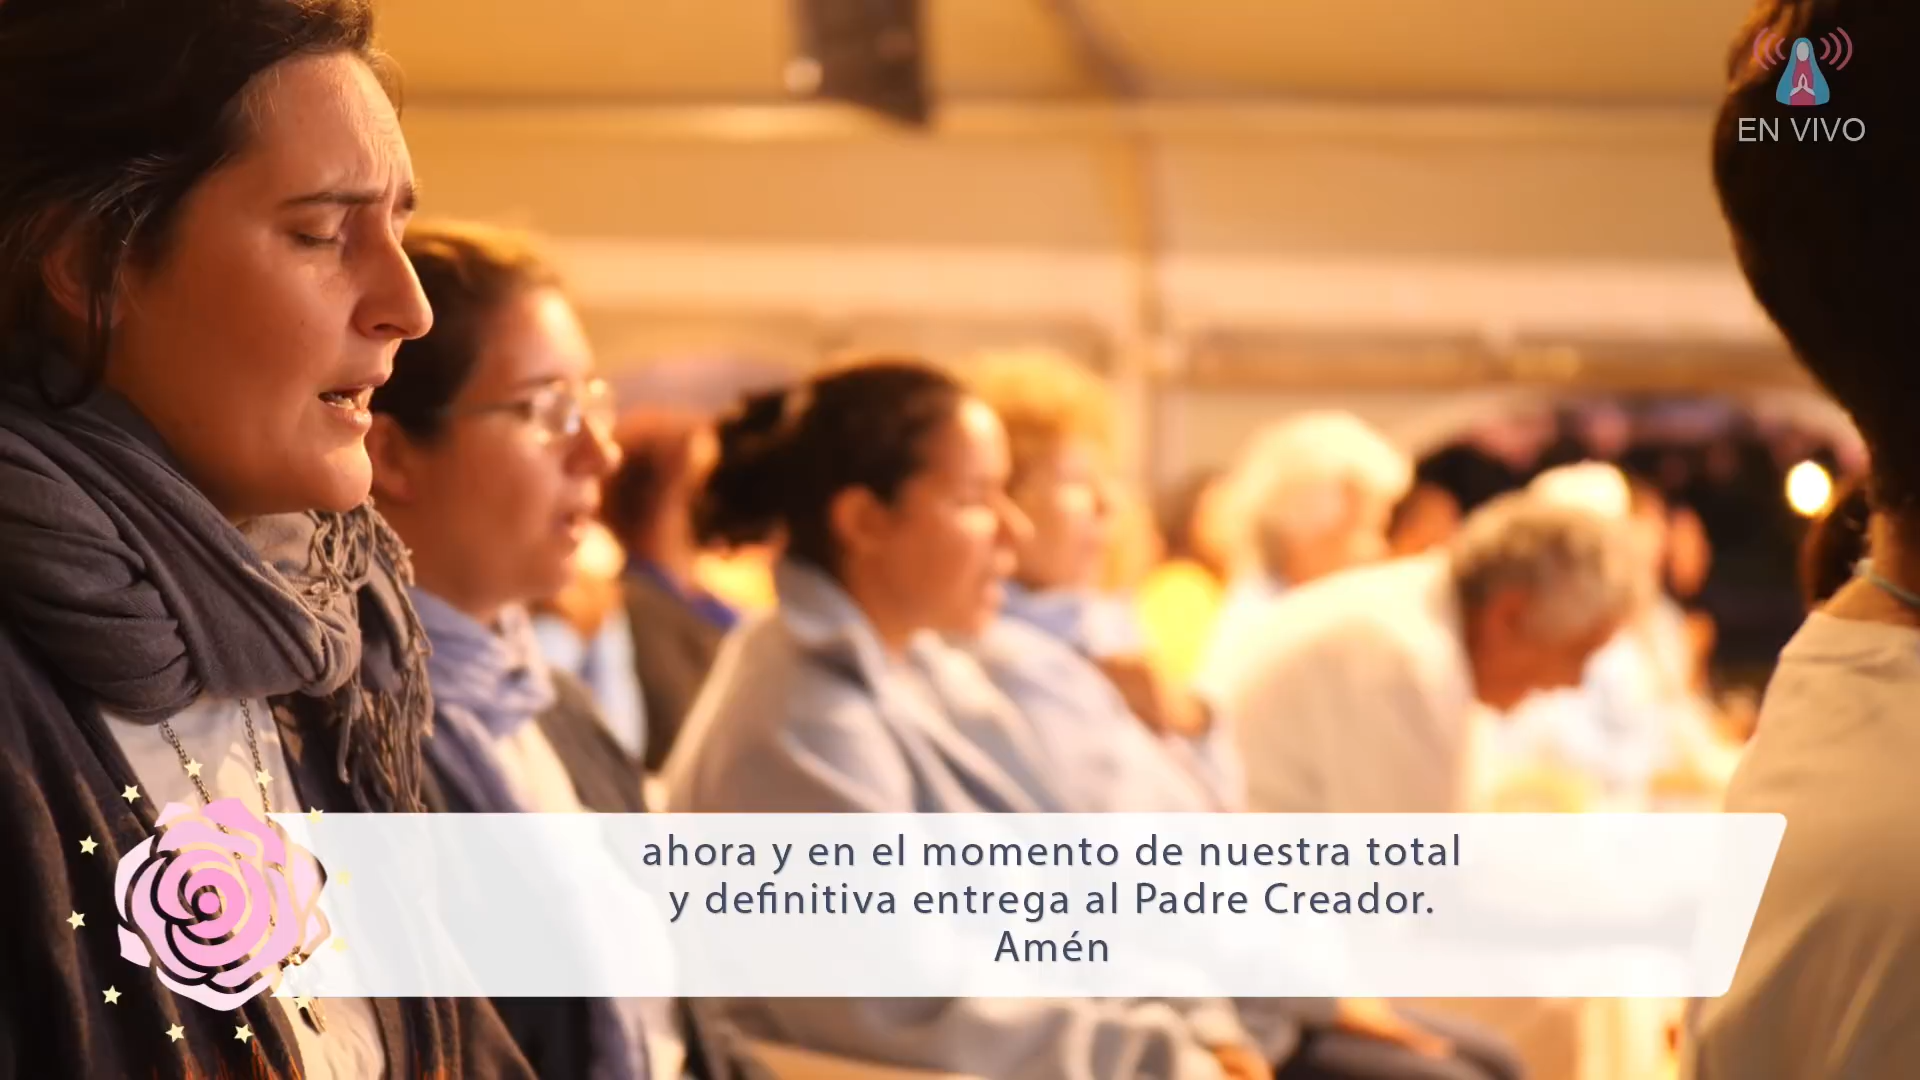 EN VIVO
ahora y en el momento de nuestra total
y definitiva entrega al Padre Creador.
Amén